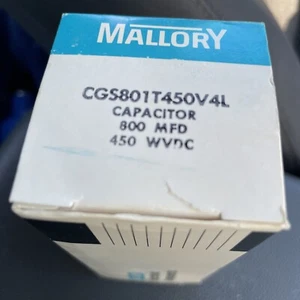 MALLORY
CGS801T450V4L
CAPACITOR
800 MFD
450 WVDC